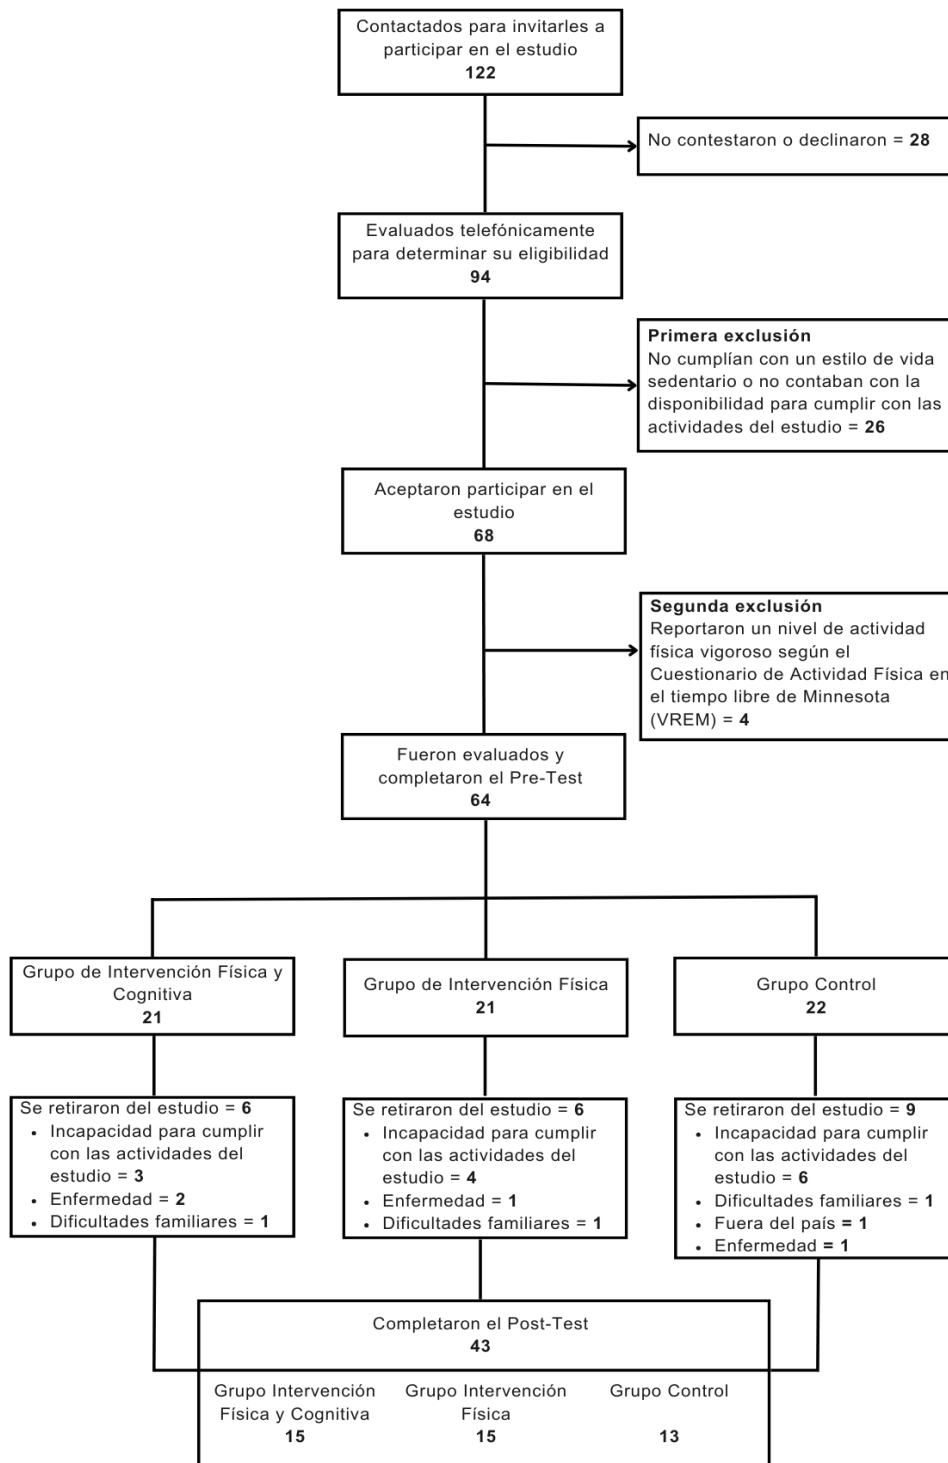 Contactados para invitarles a
participar en el estudio
122
No contestaron o declinaron = 28
Evaluados telefónicamente
para determinar su eligibilidad
94
Primera exclusión
No cumplían con un estilo de vida
sedentario o no contaban con la
disponibilidad para cumplir con las
actividades del estudio = 26
Aceptaron participar en el
estudio
68
Segunda exclusión
Reportaron un nivel de actividad
física vigoroso según el
Cuestionario de Actividad Física en
el tiempo libre de Minnesota
(VREM) = 4
Fueron evaluados y
completaron el Pre-Test
64
Grupo de Intervención Física y
Cognitiva
21
Grupo de Intervención Física
21
Grupo Control
22
Se retiraron del estudio = 6
• Incapacidad para cumplir
con las actividades del
estudio = 3
• Enfermedad = 2
• Dificultades familiares = 1
Se retiraron del estudio = 6
• Incapacidad para cumplir
con las actividades del
estudio = 4
• Enfermedad = 1
• Dificultades familiares = 1
Se retiraron del estudio = 9
• Incapacidad para cumplir
con las actividades del
estudio = 6
• Dificultades familiares = 1
• Fuera del país = 1
• Enfermedad = 1
Completaron el Post-Test
43
Grupo Intervención
Física y Cognitiva
15
Grupo Intervención
Física
15
Grupo Control
13